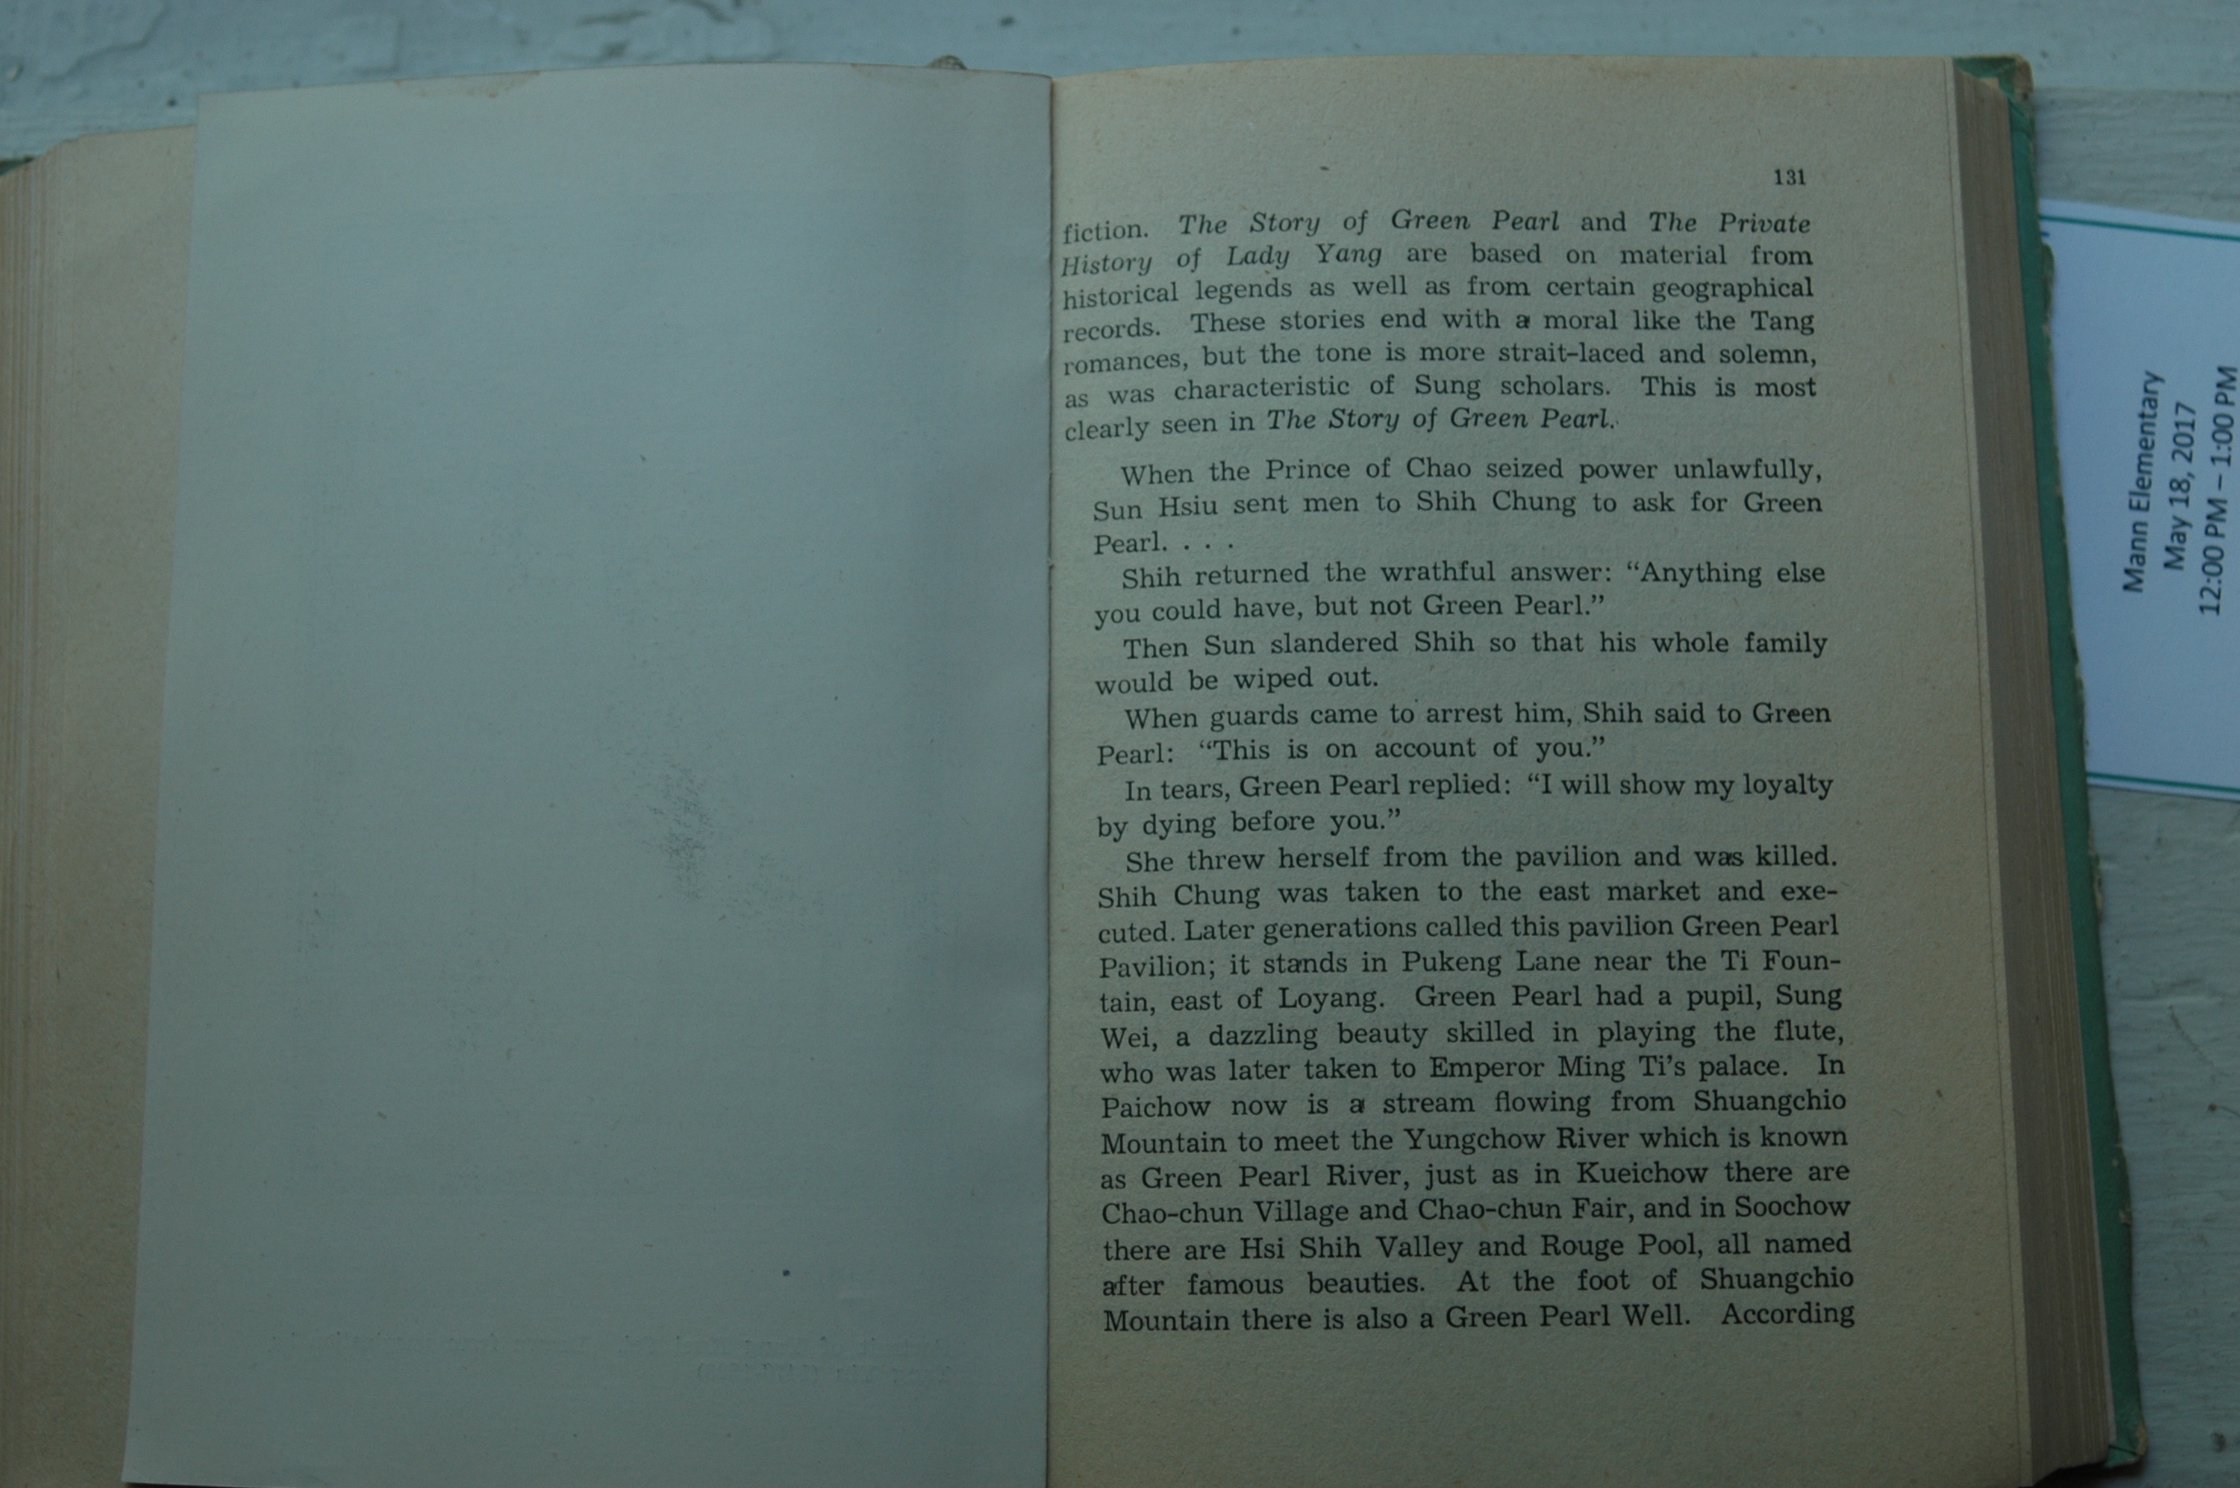 131
fiction. The Story of Green Pearl and The Private
History of Lady Yang are based on material from
historical legends as well as from certain geographical
records. These stories end with a moral like the Tang
romances, but the tone is more strait-laced and solemn,
as was characteristic of Sung scholars. This is most
clearly seen in The Story of Green Pearl.
When the Prince of Chao seized power unlawfully,
Sun Hsiu sent men to Shih Chung to ask for Green
Pearl. . . .
Shih returned the wrathful answer: “Anything else
you could have, but not Green Pearl.”
Then Sun slandered Shih so that his whole family
would be wiped out.
When guards came to arrest him, Shih said to Green
Pearl: “This is on account of you.”
In tears, Green Pearl replied: “I will show my loyalty
by dying before you.”
She threw herself from the pavilion and was killed.
Shih Chung was taken to the east market and exe-
cuted. Later generations called this pavilion Green Pearl
Pavilion; it stands in Pukeng Lane near the Ti Foun-
tain, east of Loyang. Green Pearl had a pupil, Sung
Wei, a dazzling beauty skilled in playing the flute,
who was later taken to Emperor Ming Ti’s palace. In
Paichow now is a stream flowing from Shuangchio
Mountain to meet the Yungchow River which is known
as Green Pearl River, just as in Kueichow there are
Chao-chun Village and Chao-chun Fair, and in Soochow
there are Hsi Shih Valley and Rouge Pool, all named
after famous beauties. At the foot of Shuangchio
Mountain there is also a Green Pearl Well. According
Mann Elementary
May 18, 2017
12:00 PM – 1:00 PM